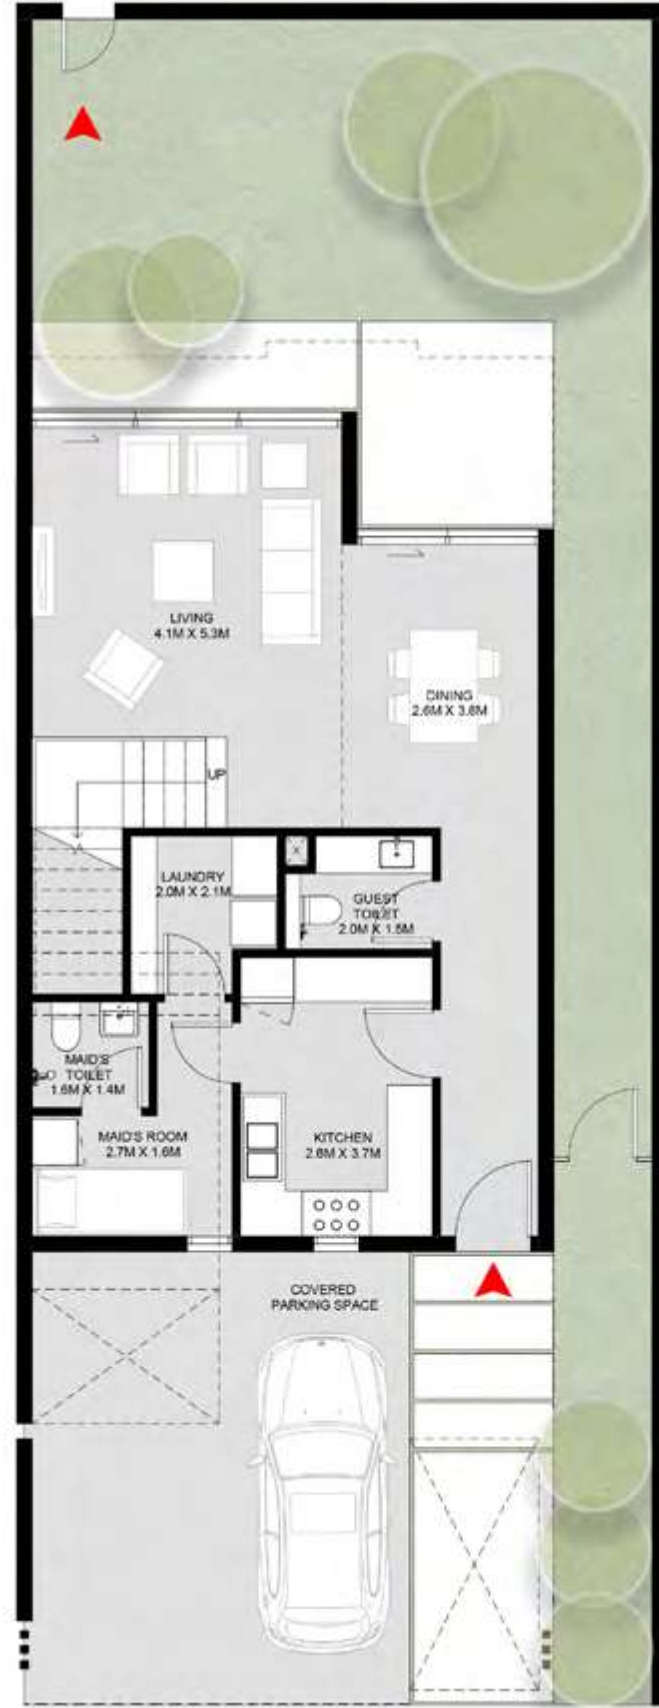 LIVING
4.1M X 5.3M
DINING
2.6M X 3.8M
UP
LAUNDRY
2.0M X 2.1M
X
GUEST
TOILET
2.0M X 1.5M
MAID'S
TOILET
1.6M X 1.4M
MAID'S ROOM
2.7M X 1.6M
KITCHEN
2.6M X 3.7M
COVERED
PARKING SPACE